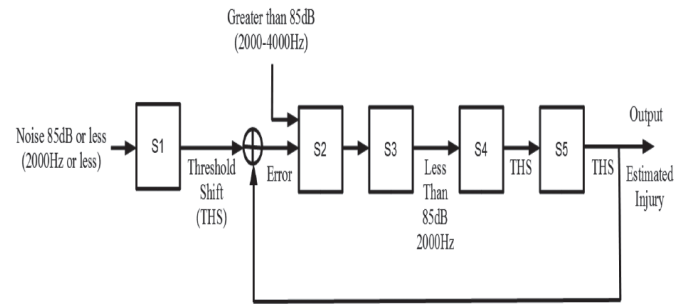 Greater than 85dB
(2000-4000Hz)
Noise 85dB or less
(2000Hz or less)
S1
Threshold
Shift
(THS)
Error
S2
S3
Less
Than
85dB
2000Hz
S4
THS
S5
THS
Output
Estimated
Injury